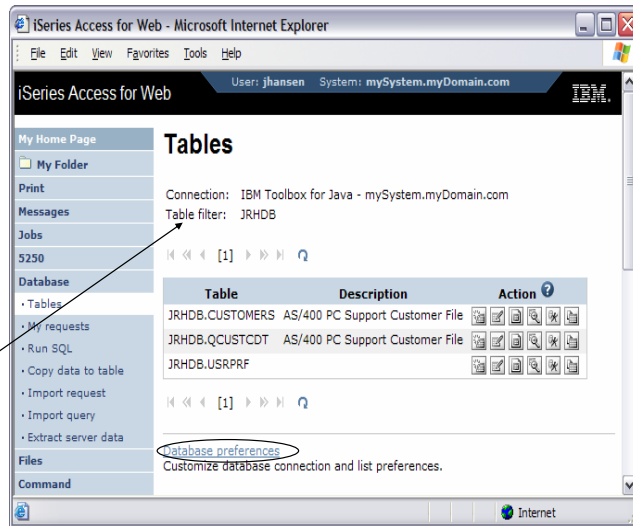 iSeries Access for Web - Microsoft Internet Explorer
File Edit View Favorites Tools Help
iSeries Access for Web
User: jhansen System: mySystem.myDomain.com
IBM.
My Home Page
My Folder
Print
Messages
Jobs
5250
Database
• Tables
• My requests
• Run SQL
• Copy data to table
• Import request
• Import query
• Extract server data
Files
Command
Tables
Connection: IBM Toolbox for Java - mySystem.myDomain.com
Table filter: JRHDB
[1]
Table Description Action ?
JRHDB.CUSTOMERS AS/400 PC Support Customer File
JRHDB.QCUSTCDT AS/400 PC Support Customer File
JRHDB.USRPRF
[1]
Database preferences
Customize database connection and list preferences.
Internet